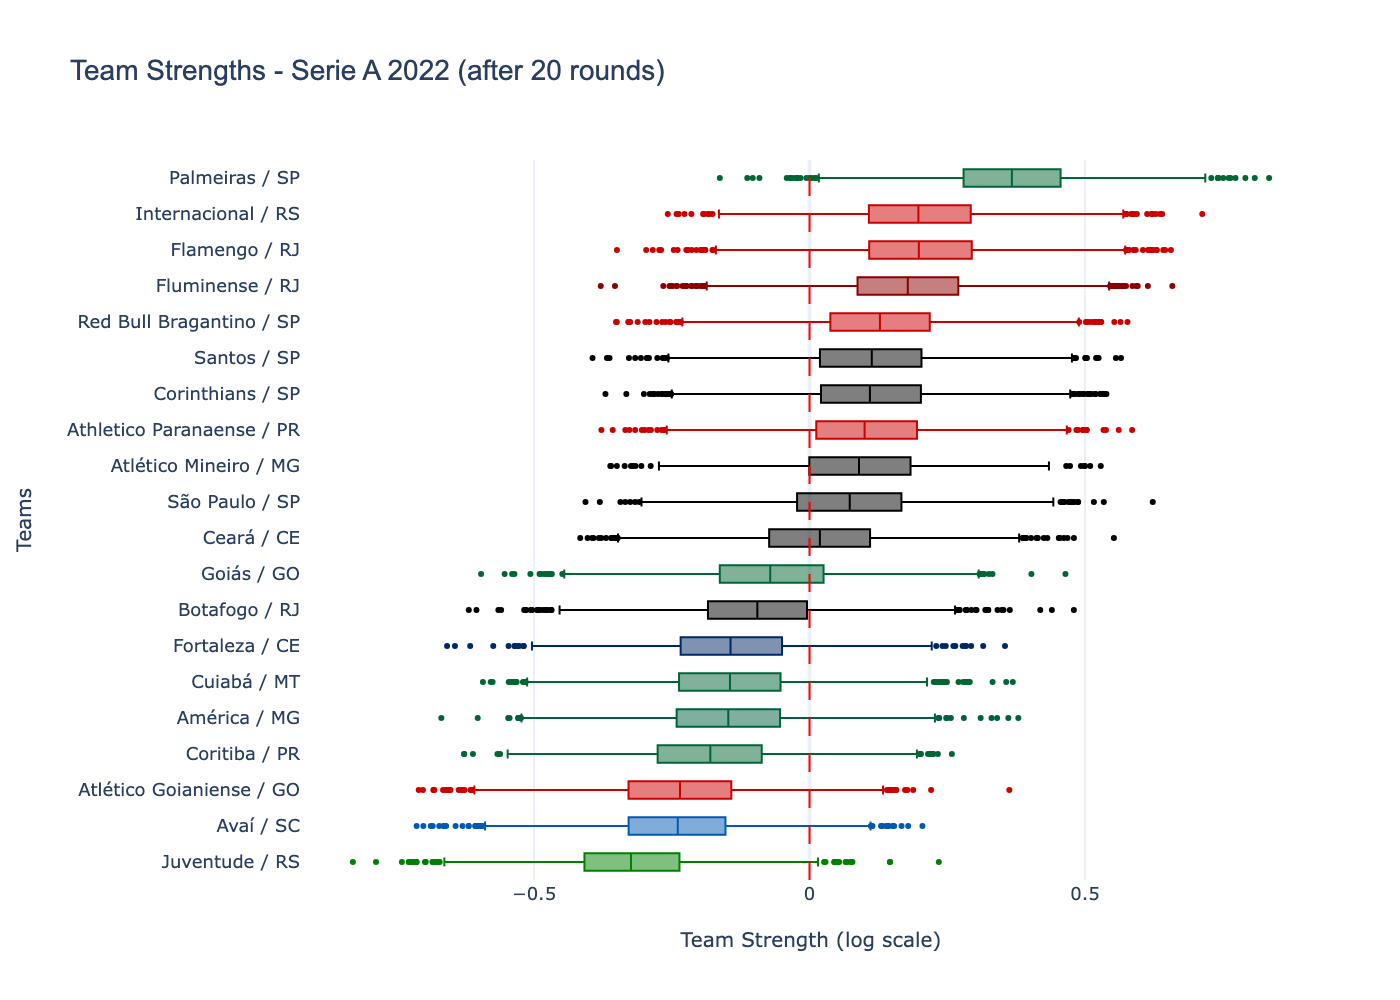 Team Strengths - Serie A 2022 (after 20 rounds)
Palmeiras / SP
Internacional / RS
Flamengo / RJ
Fluminense / RJ
Red Bull Bragantino / SP
Santos / SP
Corinthians / SP
Athletico Paranaense / PR
Atlético Mineiro / MG
São Paulo / SP
Ceará / CE
Goiás / GO
Botafogo / RJ
Fortaleza / CE
Cuiabá / MT
América / MG
Coritiba / PR
Atlético Goianiense / GO
Avaí / SC
Juventude / RS
Teams
−0.5 0 0.5
Team Strength (log scale)